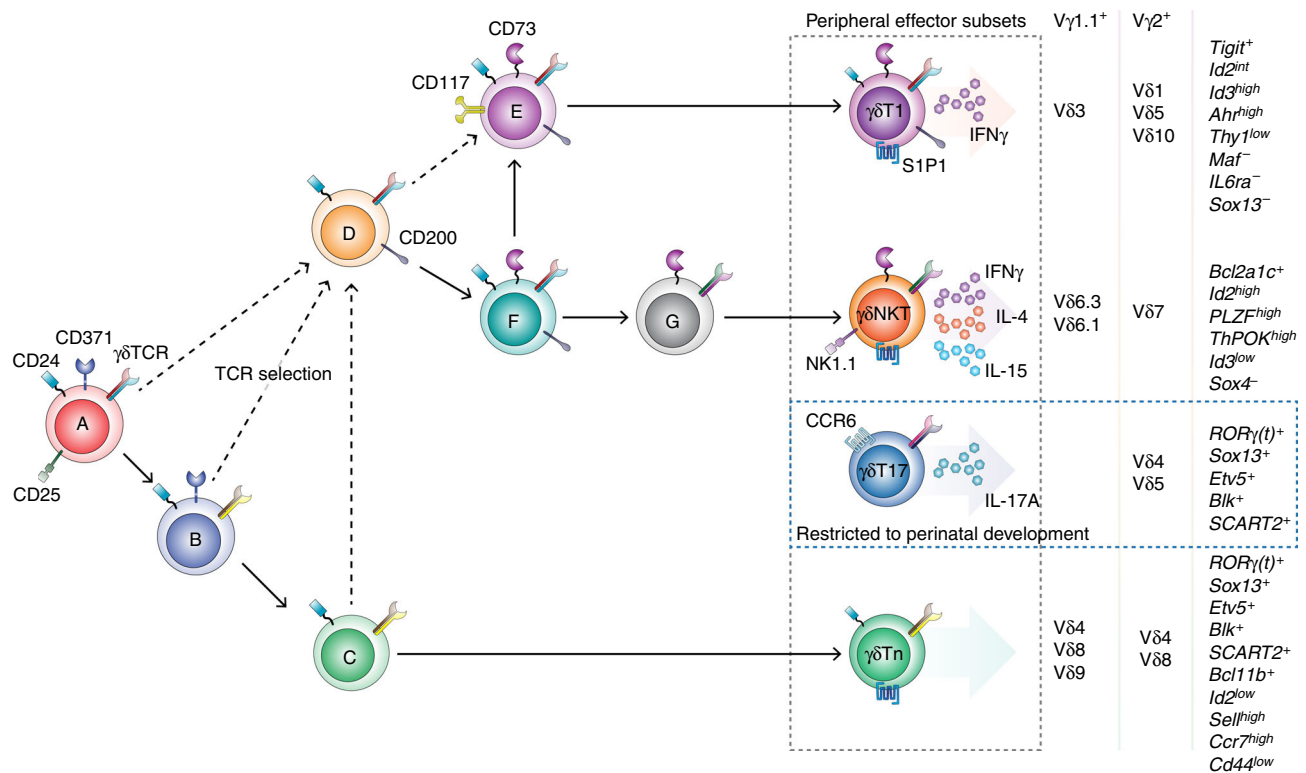 Peripheral effector subsets
Vγ1.1⁺
Vγ2⁺
CD73
CD117
E
γδT1
IFNγ
S1P1
Vδ3
Vδ1
Vδ5
Vδ10
Tigit⁺
Id2ⁱⁿᵗ
Id3ʰⁱᵍʰ
Ahrʰⁱᵍʰ
Thy1ˡᵒʷ
Maf⁻
IL6ra⁻
Sox13⁻
D
CD200
F
G
γδNKT
NK1.1
IFNγ
IL-4
IL-15
Vδ6.3
Vδ6.1
Vδ7
Bcl2a1c⁺
Id2ʰⁱᵍʰ
PLZFʰⁱᵍʰ
ThPOKʰⁱᵍʰ
Id3ˡᵒʷ
Sox4⁻
CD371
CD24
γδTCR
TCR selection
A
CD25
B
CCR6
γδT17
IL-17A
Restricted to perinatal development
Vδ4
Vδ5
RORγ(t)⁺
Sox13⁺
Etv5⁺
Blk⁺
SCART2⁺
C
γδTn
Vδ4
Vδ8
Vδ9
Vδ4
Vδ8
RORγ(t)⁺
Sox13⁺
Etv5⁺
Blk⁺
SCART2⁺
Bcl11b⁺
Id2ˡᵒʷ
Sellʰⁱᵍʰ
Ccr7ʰⁱᵍʰ
Cd44ˡᵒʷ